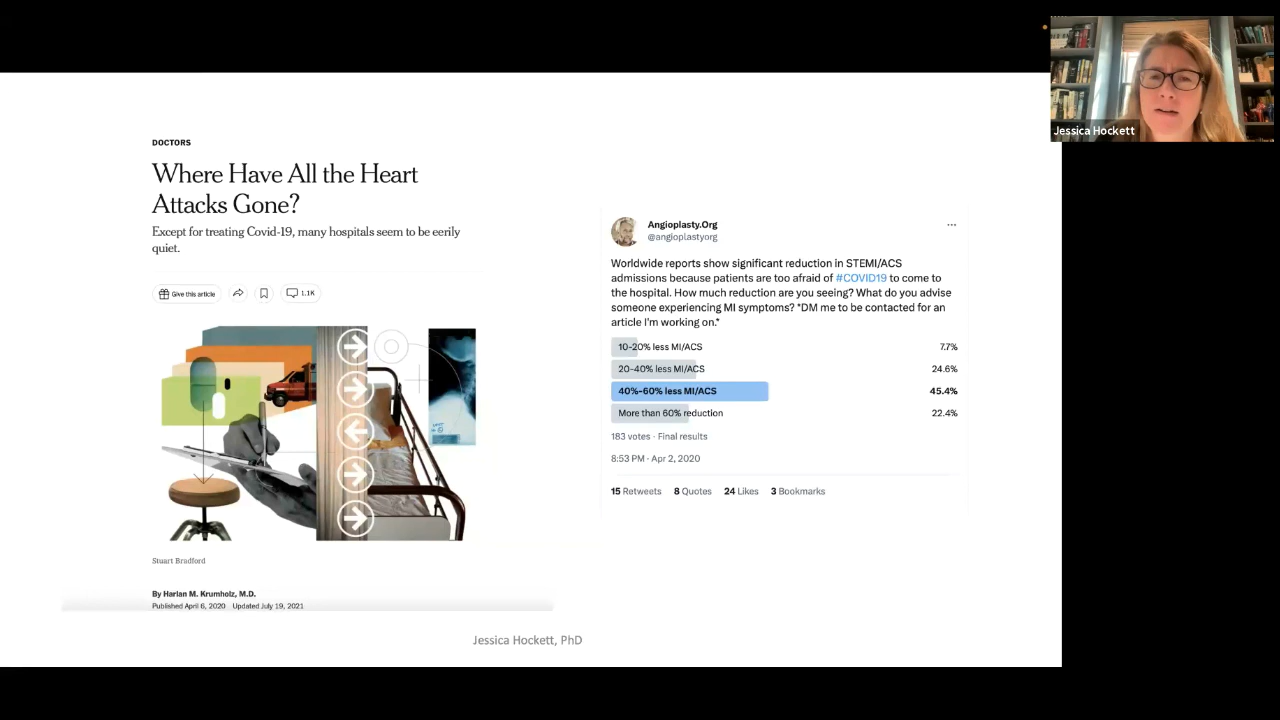 DOCTORS
Where Have All the Heart
Attacks Gone?
Except for treating Covid-19, many hospitals seem to be eerily
quiet.
Give this article
1.1K
Stuart Bradford
By Harlan M. Krumholz, M.D.
Published April 6, 2020 Updated July 19, 2021
Angioplasty.Org
@angioplastyorg
Worldwide reports show significant reduction in STEMI/ACS
admissions because patients are too afraid of #COVID19 to come to
the hospital. How much reduction are you seeing? What do you advise
someone experiencing MI symptoms? *DM me to be contacted for an
article I'm working on.*
10-20% less MI/ACS 7.7%
20-40% less MI/ACS 24.6%
40%-60% less MI/ACS 45.4%
More than 60% reduction 22.4%
183 votes · Final results
8:53 PM · Apr 2, 2020
15 Retweets 8 Quotes 24 Likes 3 Bookmarks
Jessica Hockett, PhD
Jessica Hockett